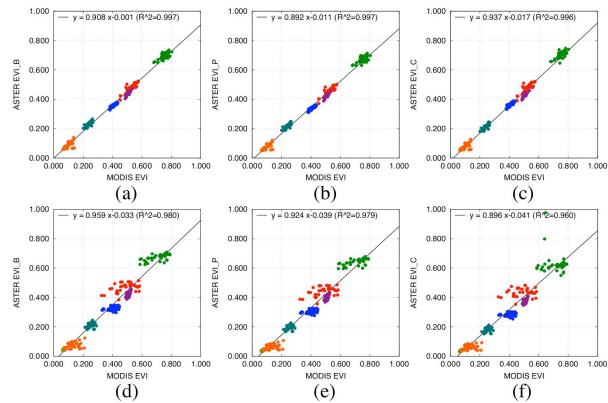 y = 0.908 x-0.001 (R^2=0.997)
1.000
0.800
0.600
0.400
0.200
0.000
ASTER EVI_B
0.000 0.200 0.400 0.600 0.800 1.000
MODIS EVI
(a)
y = 0.892 x-0.011 (R^2=0.997)
1.000
0.800
0.600
0.400
0.200
0.000
ASTER EVI_P
0.000 0.200 0.400 0.600 0.800 1.000
MODIS EVI
(b)
y = 0.937 x-0.017 (R^2=0.996)
1.000
0.800
0.600
0.400
0.200
0.000
ASTER EVI_C
0.000 0.200 0.400 0.600 0.800 1.000
MODIS EVI
(c)
y = 0.959 x-0.033 (R^2=0.980)
1.000
0.800
0.600
0.400
0.200
0.000
ASTER EVI_B
0.000 0.200 0.400 0.600 0.800 1.000
MODIS EVI
(d)
y = 0.924 x-0.039 (R^2=0.979)
1.000
0.800
0.600
0.400
0.200
0.000
ASTER EVI_P
0.000 0.200 0.400 0.600 0.800 1.000
MODIS EVI
(e)
y = 0.896 x-0.041 (R^2=0.960)
1.000
0.800
0.600
0.400
0.200
0.000
ASTER EVI_C
0.000 0.200 0.400 0.600 0.800 1.000
MODIS EVI
(f)